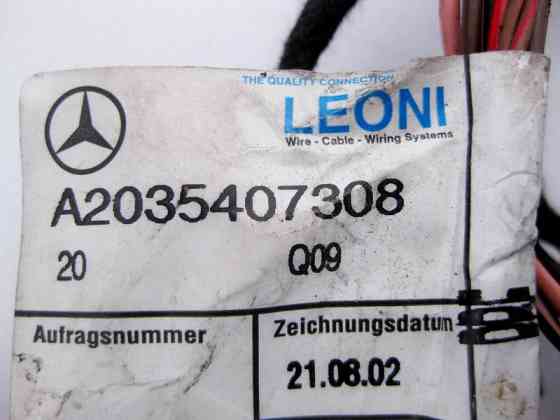 THE QUALITY CONNECTION
LEONI
Wire - Cable - Wiring Systems
A2035407308
20 Q09
Aufragsnummer Zeichnungsdatum
21.08.02